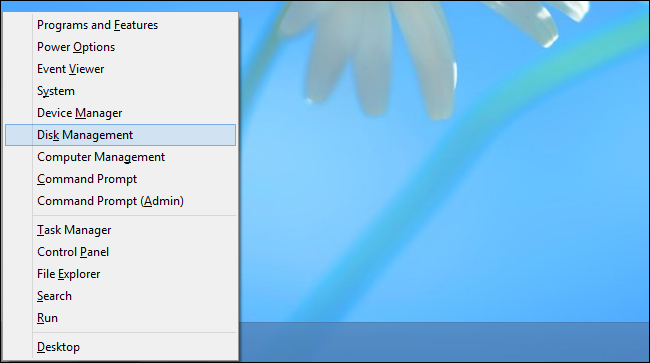 Programs and Features
Power Options
Event Viewer
System
Device Manager
Disk Management
Computer Management
Command Prompt
Command Prompt (Admin)
Task Manager
Control Panel
File Explorer
Search
Run
Desktop